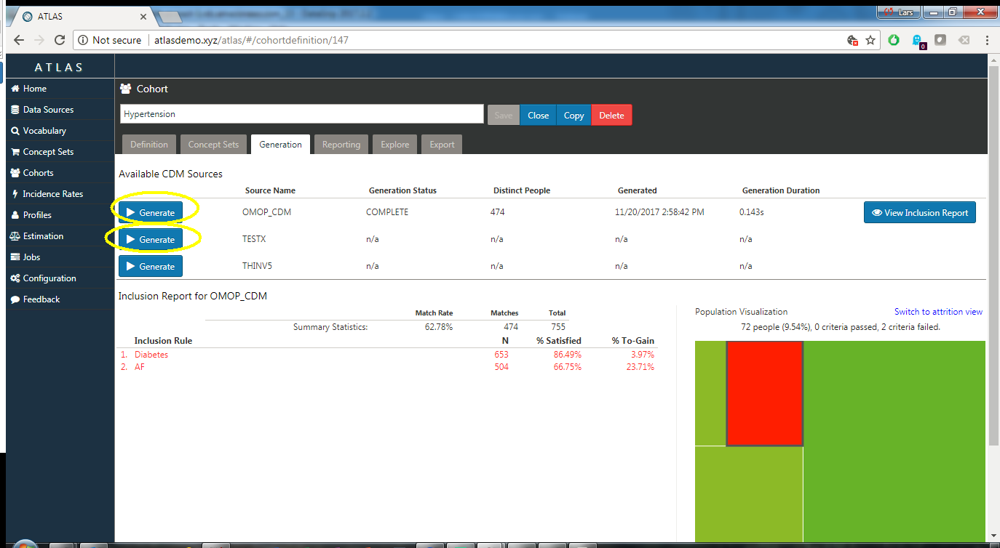 ATLAS
Lars
Not secure atlasdemo.xyz/atlas/#/cohortdefinition/147
0
ATLAS
Home
Data Sources
Vocabulary
Concept Sets
Cohorts
Incidence Rates
Profiles
Estimation
Jobs
Configuration
Feedback
Cohort
Hypertension
Save Close Copy Delete
Definition Concept Sets Generation Reporting Explore Export
Available CDM Sources
Source Name Generation Status Distinct People Generated Generation Duration
Generate OMOP_CDM COMPLETE 474 11/20/2017 2:58:42 PM 0.143s View Inclusion Report
Generate TESTX n/a n/a n/a n/a
Generate THINV5 n/a n/a n/a n/a
Inclusion Report for OMOP_CDM
Match Rate Matches Total
Summary Statistics: 62.78% 474 755
Inclusion Rule N % Satisfied % To-Gain
1. Diabetes 653 86.49% 3.97%
2. AF 504 66.75% 23.71%
Population Visualization Switch to attrition view
72 people (9.54%), 0 criteria passed, 2 criteria failed.